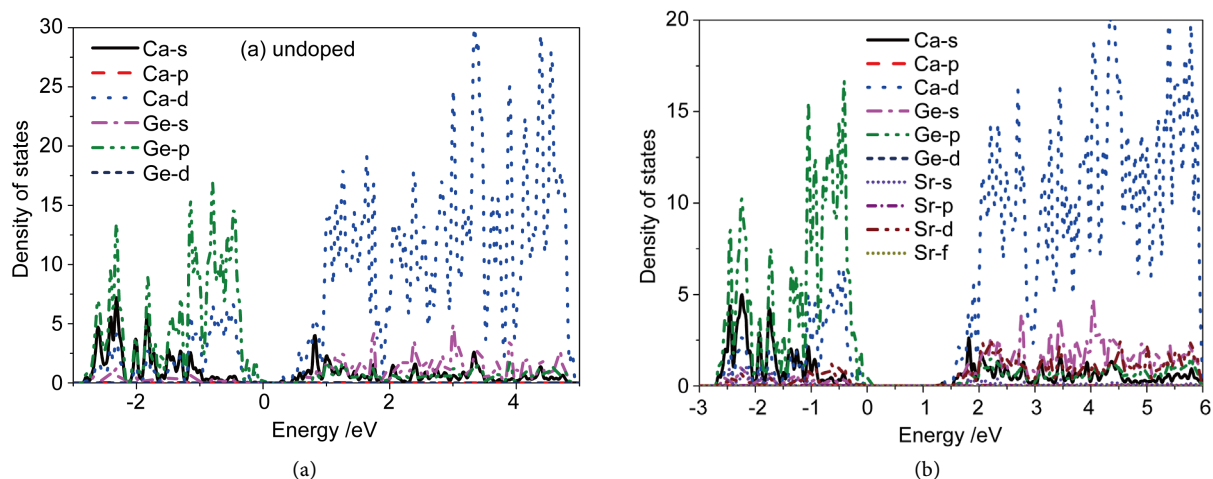 30
25
20
15
10
5
0
Density of states
Ca-s
Ca-p
Ca-d
Ge-s
Ge-p
Ge-d
(a) undoped
-2
0
2
4
Energy /eV
(a)
20
15
10
5
0
Density of states
Ca-s
Ca-p
Ca-d
Ge-s
Ge-p
Ge-d
Sr-s
Sr-p
Sr-d
Sr-f
-3
-2
-1
0
1
2
3
4
5
6
Energy /eV
(b)